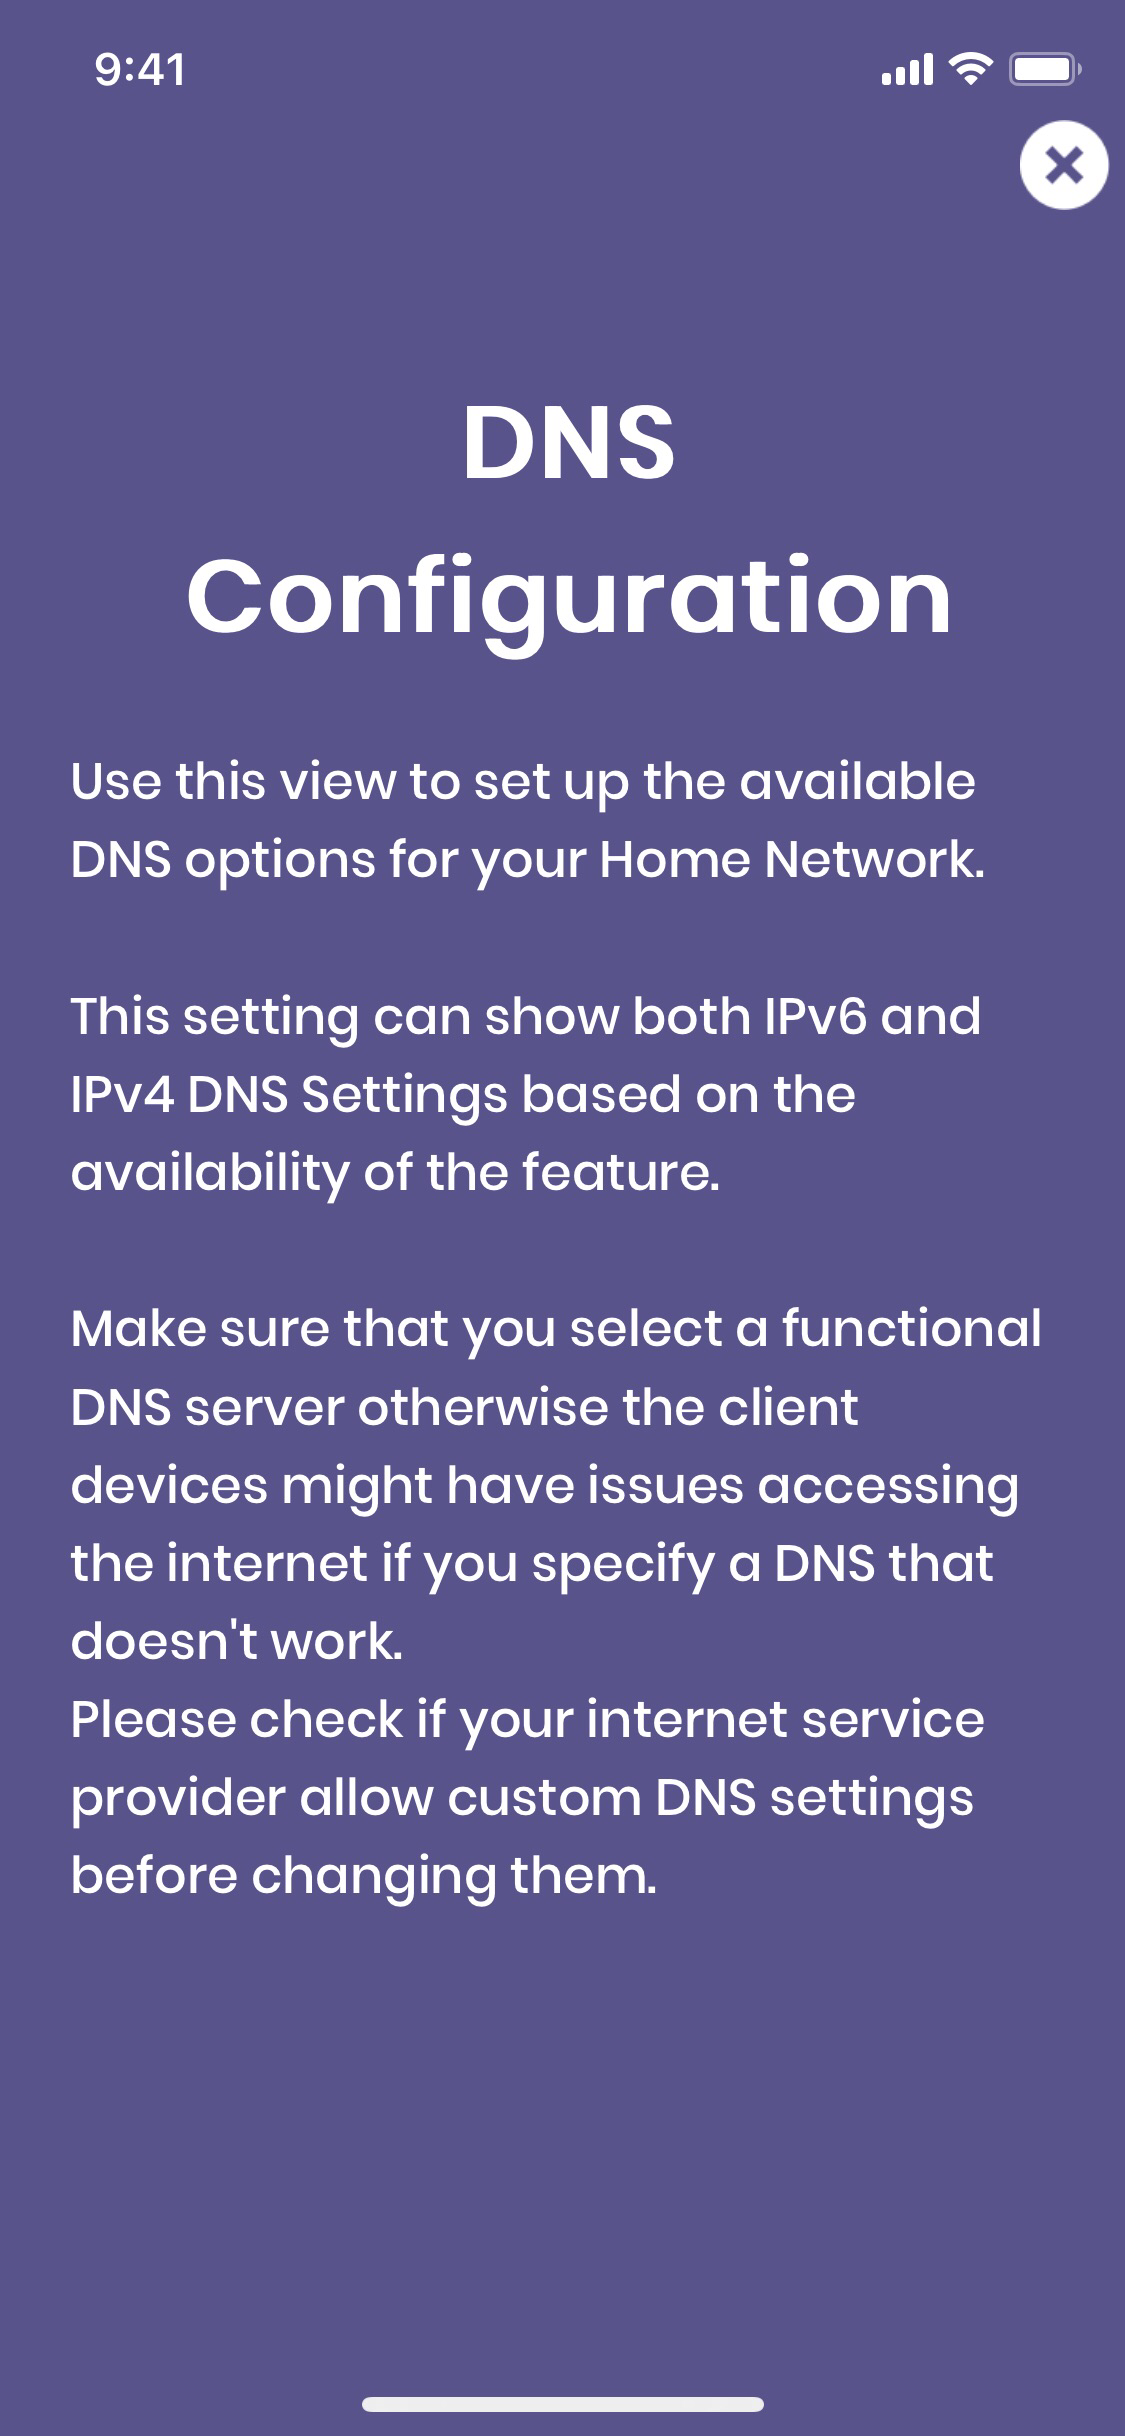 9:41
DNS
Configuration
Use this view to set up the available
DNS options for your Home Network.
This setting can show both IPv6 and
IPv4 DNS Settings based on the
availability of the feature.
Make sure that you select a functional
DNS server otherwise the client
devices might have issues accessing
the internet if you specify a DNS that
doesn't work.
Please check if your internet service
provider allow custom DNS settings
before changing them.